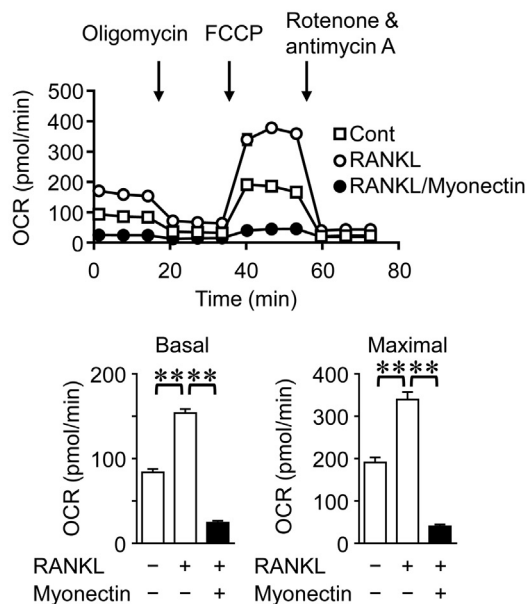 Oligomycin FCCP Rotenone &
antimycin A
500
400
300
200
100
0
OCR (pmol/min)
0 20 40 60 80
Time (min)
Cont
RANKL
RANKL/Myonectin
Basal
**** 
200
100
0
OCR (pmol/min)
RANKL − + +
Myonectin − − +
Maximal
****
400
300
200
100
0
OCR (pmol/min)
RANKL − + +
Myonectin − − +